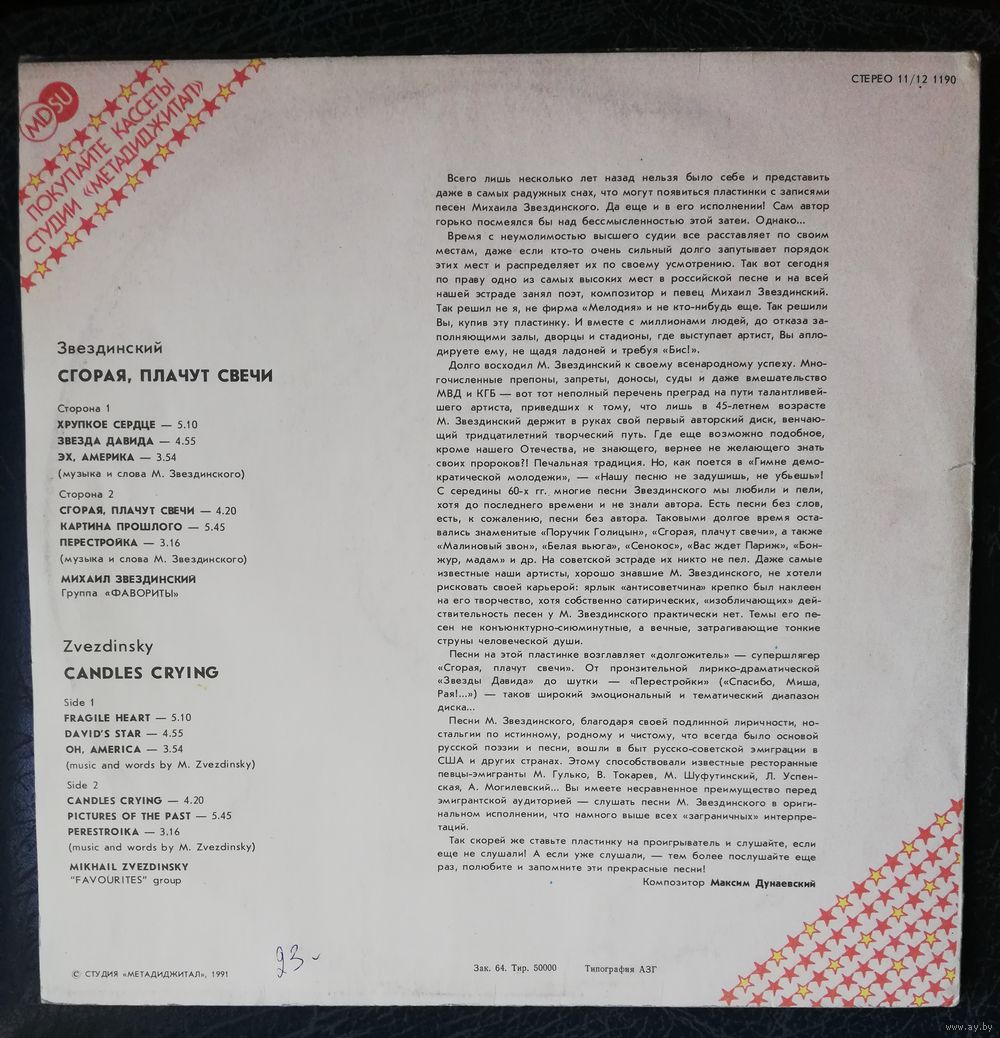 MDSU
ПОКУПАЙТЕ КАССЕТЫ
СТУДИИ «МЕТАДИДЖИТАЛ»
СТЕРЕО 11/12 1190
Звездинский
СГОРАЯ, ПЛАЧУТ СВЕЧИ
Сторона 1
ХРУПКОЕ СЕРДЦЕ — 5.10
ЗВЕЗДА ДАВИДА — 4.55
ЭХ, АМЕРИКА — 3.54
(музыка и слова М. Звездинского)
Сторона 2
СГОРАЯ, ПЛАЧУТ СВЕЧИ — 4.20
КАРТИНА ПРОШЛОГО — 5.45
ПЕРЕСТРОЙКА — 3.16
(музыка и слова М. Звездинского)
МИХАИЛ ЗВЕЗДИНСКИЙ
Группа «ФАВОРИТЫ»
Zvezdinsky
CANDLES CRYING
Side 1
FRAGILE HEART — 5.10
DAVID'S STAR — 4.55
OH, AMERICA — 3.54
(music and words by M. Zvezdinsky)
Side 2
CANDLES CRYING — 4.20
PICTURES OF THE PAST — 5.45
PERESTROIKA — 3.16
(music and words by M. Zvezdinsky)
MIKHAIL ZVEZDINSKY
"FAVOURITES" group
Всего лишь несколько лет назад нельзя было себе и представить
даже в самых радужных снах, что могут появиться пластинки с записями
песен Михаила Звездинского. Да еще и в его исполнении! Сам автор
горько посмеялся бы над бессмысленностью этой затеи. Однако...
Время с неумолимостью высшего судии все расставляет по своим
местам, даже если кто-то очень сильный долго запутывает порядок
этих мест и распределяет их по своему усмотрению. Так вот сегодня
по праву одно из самых высоких мест в российской песне и на всей
нашей эстраде занял поэт, композитор и певец Михаил Звездинский.
Так решил не я, не фирма «Мелодия» и не кто-нибудь еще. Так решили
Вы, купив эту пластинку. И вместе с миллионами людей, до отказа за-
полняющими залы, дворцы и стадионы, где выступает артист, Вы апло-
дируете ему, не щадя ладоней и требуя «Бис!».
Долго восходил М. Звездинский к своему всенародному успеху. Мно-
гочисленные препоны, запреты, доносы, суды и даже вмешательство
МВД и КГБ — вот тот неполный перечень преград на пути талантливей-
шего артиста, приведших к тому, что лишь в 45-летнем возрасте
М. Звездинский держит в руках свой первый авторский диск, венчаю-
щий тридцатилетний творческий путь. Где еще возможно подобное,
кроме нашего Отечества, не знающего, вернее не желающего знать
своих пророков?! Печальная традиция. Но, как поется в «Гимне демо-
кратической молодежи», — «Нашу песню не задушишь, не убьешь»!
С середины 60-х гг. многие песни Звездинского мы любили и пели,
хотя до последнего времени и не знали автора. Есть песни без слов,
есть, к сожалению, песни без автора. Таковыми долгое время оста-
вались знаменитые «Поручик Голицын», «Сгорая, плачут свечи», а также
«Малиновый звон», «Белая вьюга», «Сенокос», «Вас ждет Париж», «Бон-
жур, мадам» и др. На советской эстраде их никто не пел. Даже самые
известные наши артисты, хорошо знавшие М. Звездинского, не хотели
рисковать своей карьерой: ярлык «антисоветчина» крепко был наклеен
на его творчество, хотя собственно сатирических, «изобличающих» дей-
ствительность песен у М. Звездинского практически нет. Темы его пе-
сен не конъюнктурно-сиюминутные, а вечные, затрагивающие тонкие
струны человеческой души.
Песни на этой пластинке возглавляет «долгожитель» — супершлягер
«Сгорая, плачут свечи». От пронзительной лирико-драматической
«Звезды Давида» до шутки — «Перестройки» («Спасибо, Миша,
Рая!...») — таков широкий эмоциональный и тематический диапазон
диска...
Песни М. Звездинского, благодаря своей подлинной лиричности, но-
стальгии по истинному, родному и чистому, что всегда было основой
русской поэзии и песни, вошли в быт русско-советской эмиграции в
США и других странах. Этому способствовали известные ресторанные
певцы-эмигранты М. Гулько, В. Токарев, М. Шуфутинский, Л. Успен-
ская, А. Могилевский... Вы имеете несравненное преимущество перед
эмигрантской аудиторией — слушать песни М. Звездинского в ориги-
нальном исполнении, что намного выше всех «заграничных» интерпре-
таций.
Так скорей же ставьте пластинку на проигрыватель и слушайте, если
еще не слушали! А если уже слушали, — тем более послушайте еще
раз, полюбите и запомните эти прекрасные песни!
Композитор Максим Дунаевский
© СТУДИЯ «МЕТАДИДЖИТАЛ», 1991
93-
Зак. 64. Тир. 50000 Типография АЗГ
www.ay.by